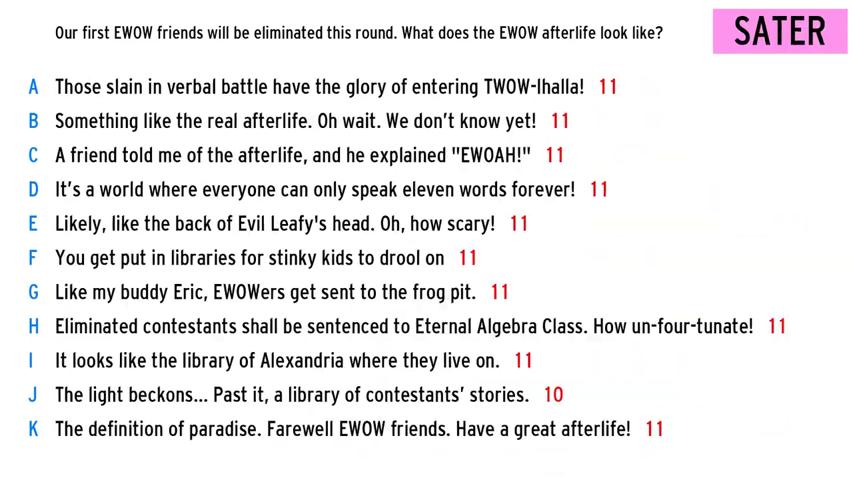 Our first EWOW friends will be eliminated this round. What does the EWOW afterlife look like?
SATER
A Those slain in verbal battle have the glory of entering TWOW-lhalla! 11
B Something like the real afterlife. Oh wait. We don't know yet! 11
C A friend told me of the afterlife, and he explained "EWOAH!" 11
D It's a world where everyone can only speak eleven words forever! 11
E Likely, like the back of Evil Leafy's head. Oh, how scary! 11
F You get put in libraries for stinky kids to drool on 11
G Like my buddy Eric, EWOWers get sent to the frog pit. 11
H Eliminated contestants shall be sentenced to Eternal Algebra Class. How un-four-tunate! 11
I It looks like the library of Alexandria where they live on. 11
J The light beckons... Past it, a library of contestants' stories. 10
K The definition of paradise. Farewell EWOW friends. Have a great afterlife! 11